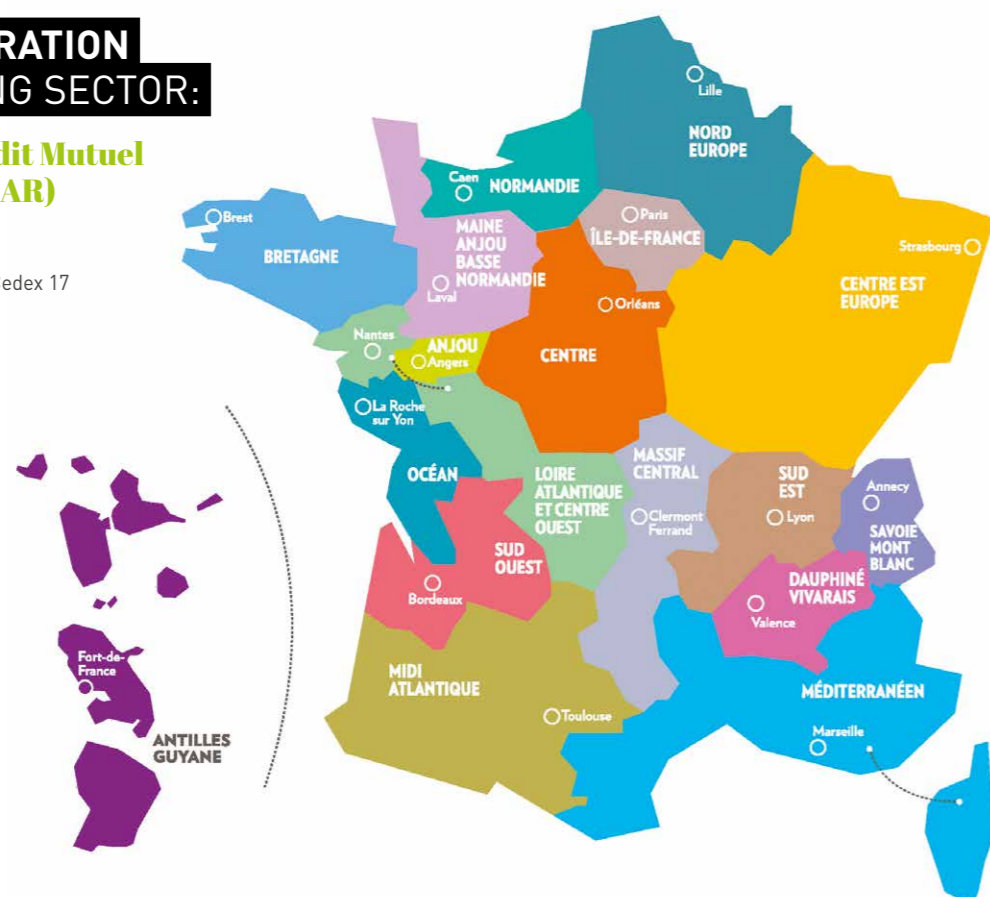 RATION
NG SECTOR:
dit Mutuel
AR)
edex 17
Lille
NORD
EUROPE
Caen
NORMANDIE
Paris
ÎLE-DE-FRANCE
Brest
BRETAGNE
MAINE
ANJOU
BASSE
NORMANDIE
Laval
Strasbourg
CENTRE EST
EUROPE
Orléans
CENTRE
Nantes
ANJOU
Angers
La Roche
sur Yon
OCÉAN
LOIRE
ATLANTIQUE
ET CENTRE
OUEST
MASSIF
CENTRAL
Clermont
Ferrand
SUD
EST
Lyon
Annecy
SAVOIE
MONT
BLANC
SUD
OUEST
Bordeaux
DAUPHINÉ
VIVARAIS
Valence
MIDI
ATLANTIQUE
Toulouse
MÉDITERRANÉEN
Marseille
Fort-de-
France
ANTILLES
GUYANE